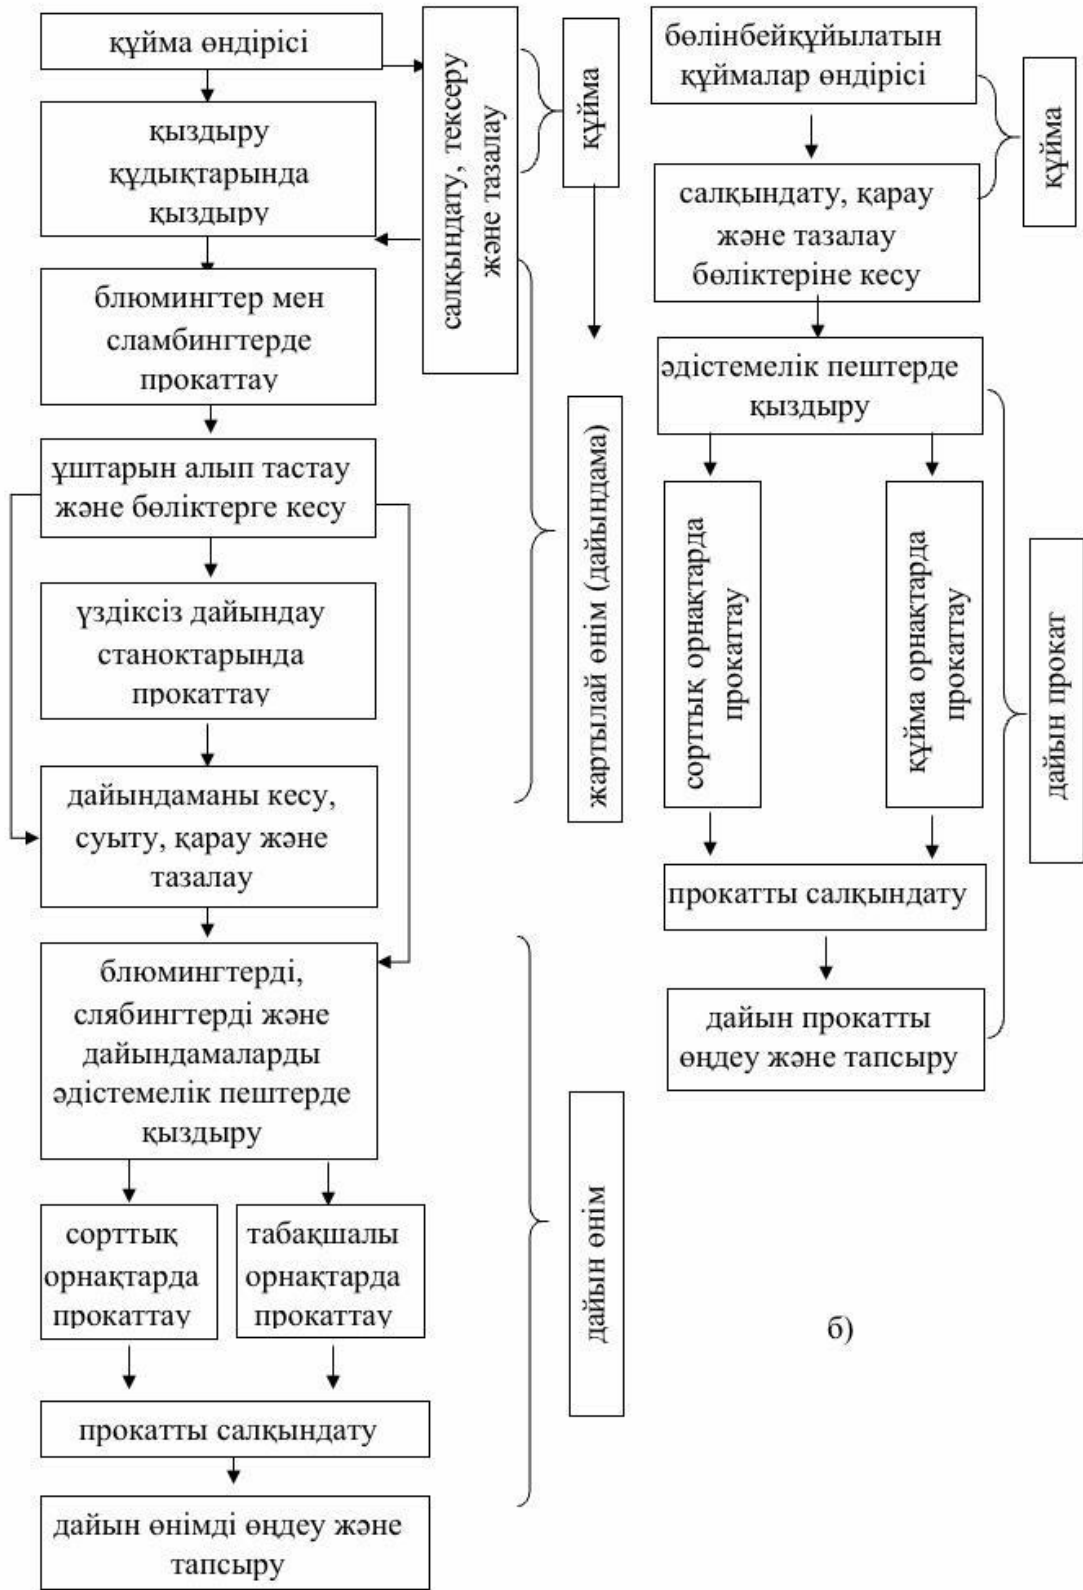 құйма өндірісі
қыздыру
құдықтарында
қыздыру
блюмингтер мен
сламбингтерде
прокаттау
ұштарын алып тастау
және бөліктерге кесу
үздіксіз дайындау
станоктарында
прокаттау
дайындаманы кесу,
суыту, қарау және
тазалау
блюмингтерді,
слябингтерді және
дайындамаларды
әдістемелік пештерде
қыздыру
сорттық
орнақтарда
прокаттау
табақшалы
орнақтарда
прокаттау
прокатты салқындату
дайын өнімді өңдеу және
тапсыру
салқындату, тексеру
және тазалау
құйма
жартылай өнім (дайындама)
дайын өнім
бөлінбейқұйылатын
құймалар өндірісі
салқындату, қарау
және тазалау
бөліктеріне кесу
әдістемелік пештерде
қыздыру
сорттық орнақтарда
прокаттау
құйма орнақтарда
прокаттау
прокатты салқындату
дайын прокатты
өңдеу және тапсыру
құйма
дайын прокат
б)